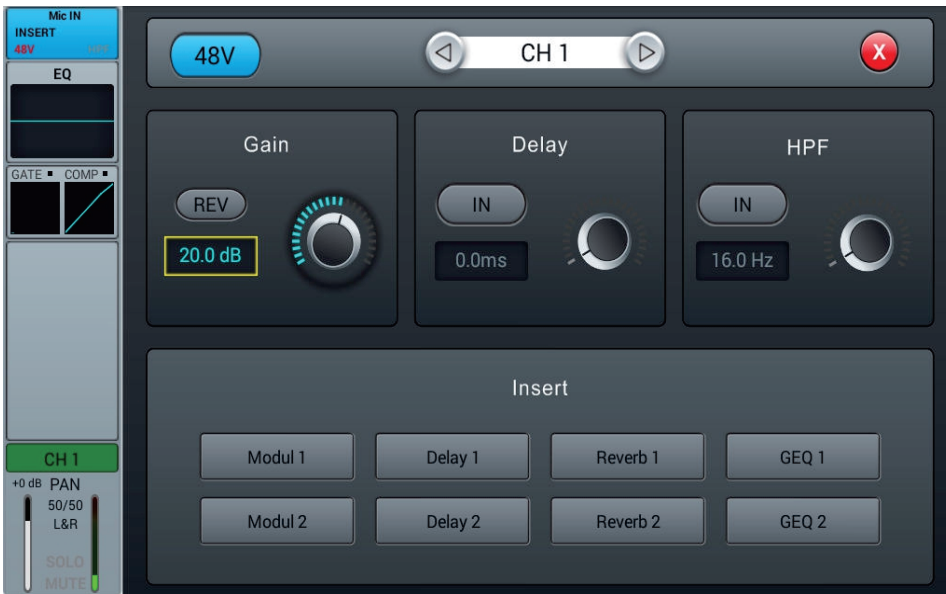 Mic IN
INSERT
48V HPF
EQ
GATE COMP
CH 1
+0 dB PAN
50/50
L&R
SOLO
MUTE
48V
CH 1
X
Gain
REV
20.0 dB
Delay
IN
0.0ms
HPF
IN
16.0 Hz
Insert
Modul 1 Delay 1 Reverb 1 GEQ 1
Modul 2 Delay 2 Reverb 2 GEQ 2